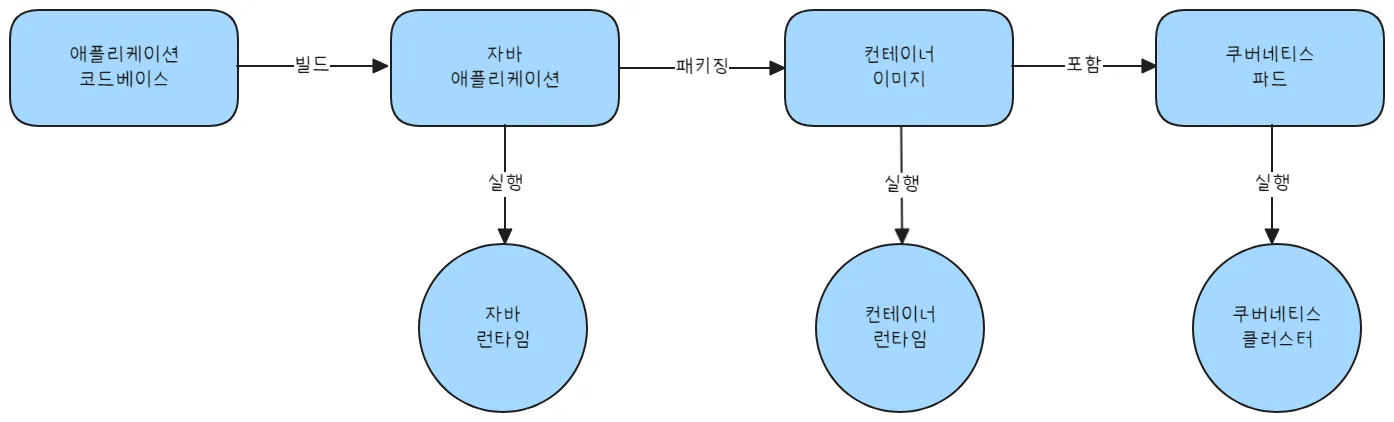 애플리케이션
코드베이스
빌드
자바
애플리케이션
패키징
컨테이너
이미지
포함
쿠버네티스
파드
실행
실행
실행
자바
런타임
컨테이너
런타임
쿠버네티스
클러스터